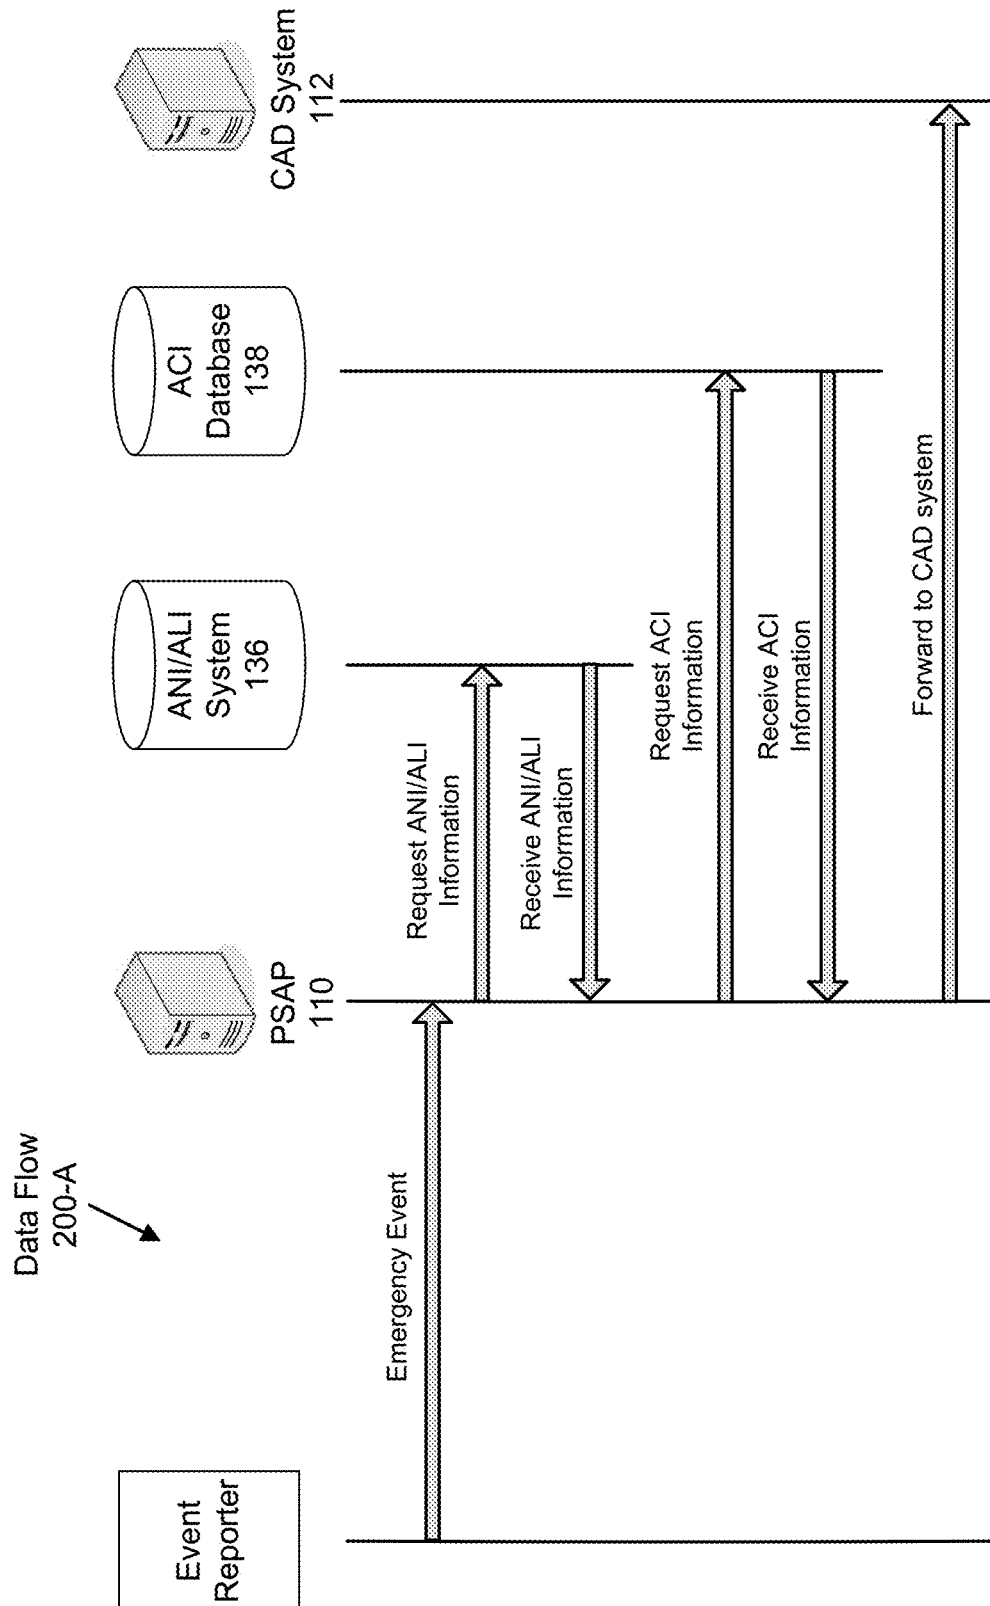 Data Flow
200-A
Event
Reporter
PSAP
110
ANI/ALI
System
136
ACI
Database
138
CAD System
112
Emergency Event
Request ANI/ALI
Information
Receive ANI/ALI
Information
Request ACI
Information
Receive ACI
Information
Forward to CAD system